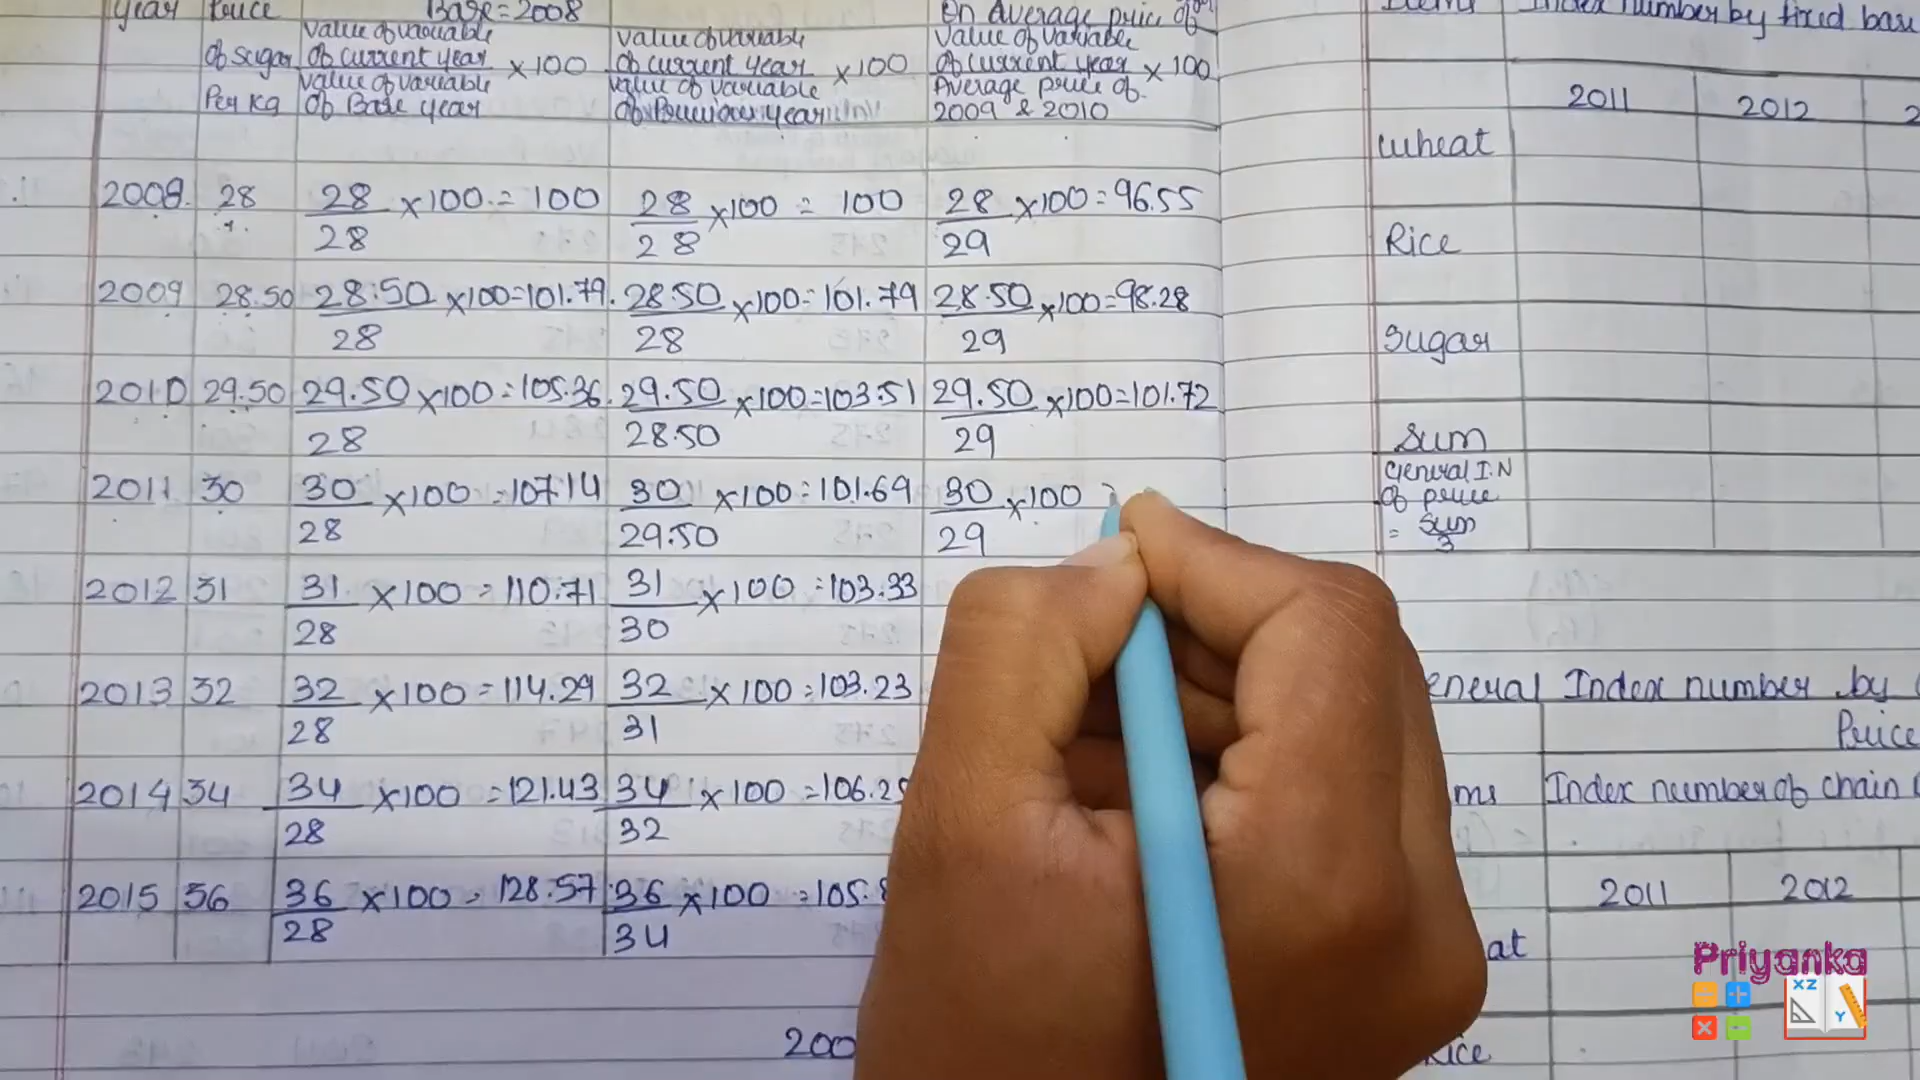 year Price Base = 2008 On Average price of
of Sugar Per Kg
Value of variable of current year × 100
Value of variable of Base year
Value of variable of current year × 100
Value of variable of Previous year
Value of Variable of current year × 100
Average price of 2009 & 2010
2008. 28 28/28 ×100 = 100 28/28 ×100 = 100 28/29 ×100 = 96.55
2009 28.50 28.50/28 ×100=101.79. 28.50/28 ×100=101.79 28.50/29 ×100=98.28
2010 29.50 29.50/28 ×100=105.36. 29.50/28.50 ×100=103.51 29.50/29 ×100=101.72
2011 30 30/28 ×100=107.14 30/29.50 ×100=101.69 30/29 ×100
2012 31 31/28 ×100=110.71 31/30 ×100=103.33
2013 32 32/28 ×100=114.29 32/31 ×100=103.23
2014 34 34/28 ×100=121.43 34/32 ×100
2015 36 36/28 ×100=128.57 36/34 ×100
200
Items Index number by fixed base
2011 2012
Wheat
Rice
Sugar
Sum
General I.N
of price
= Sum/3
General Index number by
Price
Index number of chain
2011 2012
Rice
Priyanka
XZ
Y